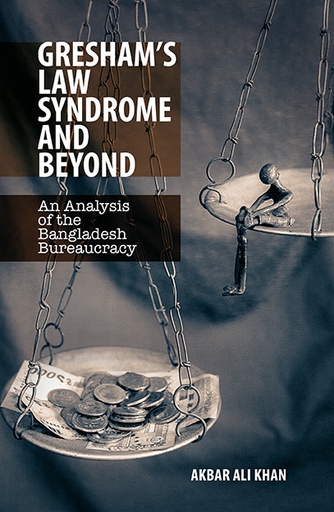 GRESHAM'S
LAW
SYNDROME
AND
BEYOND
An Analysis
of the
Bangladesh
Bureaucracy
AKBAR ALI KHAN